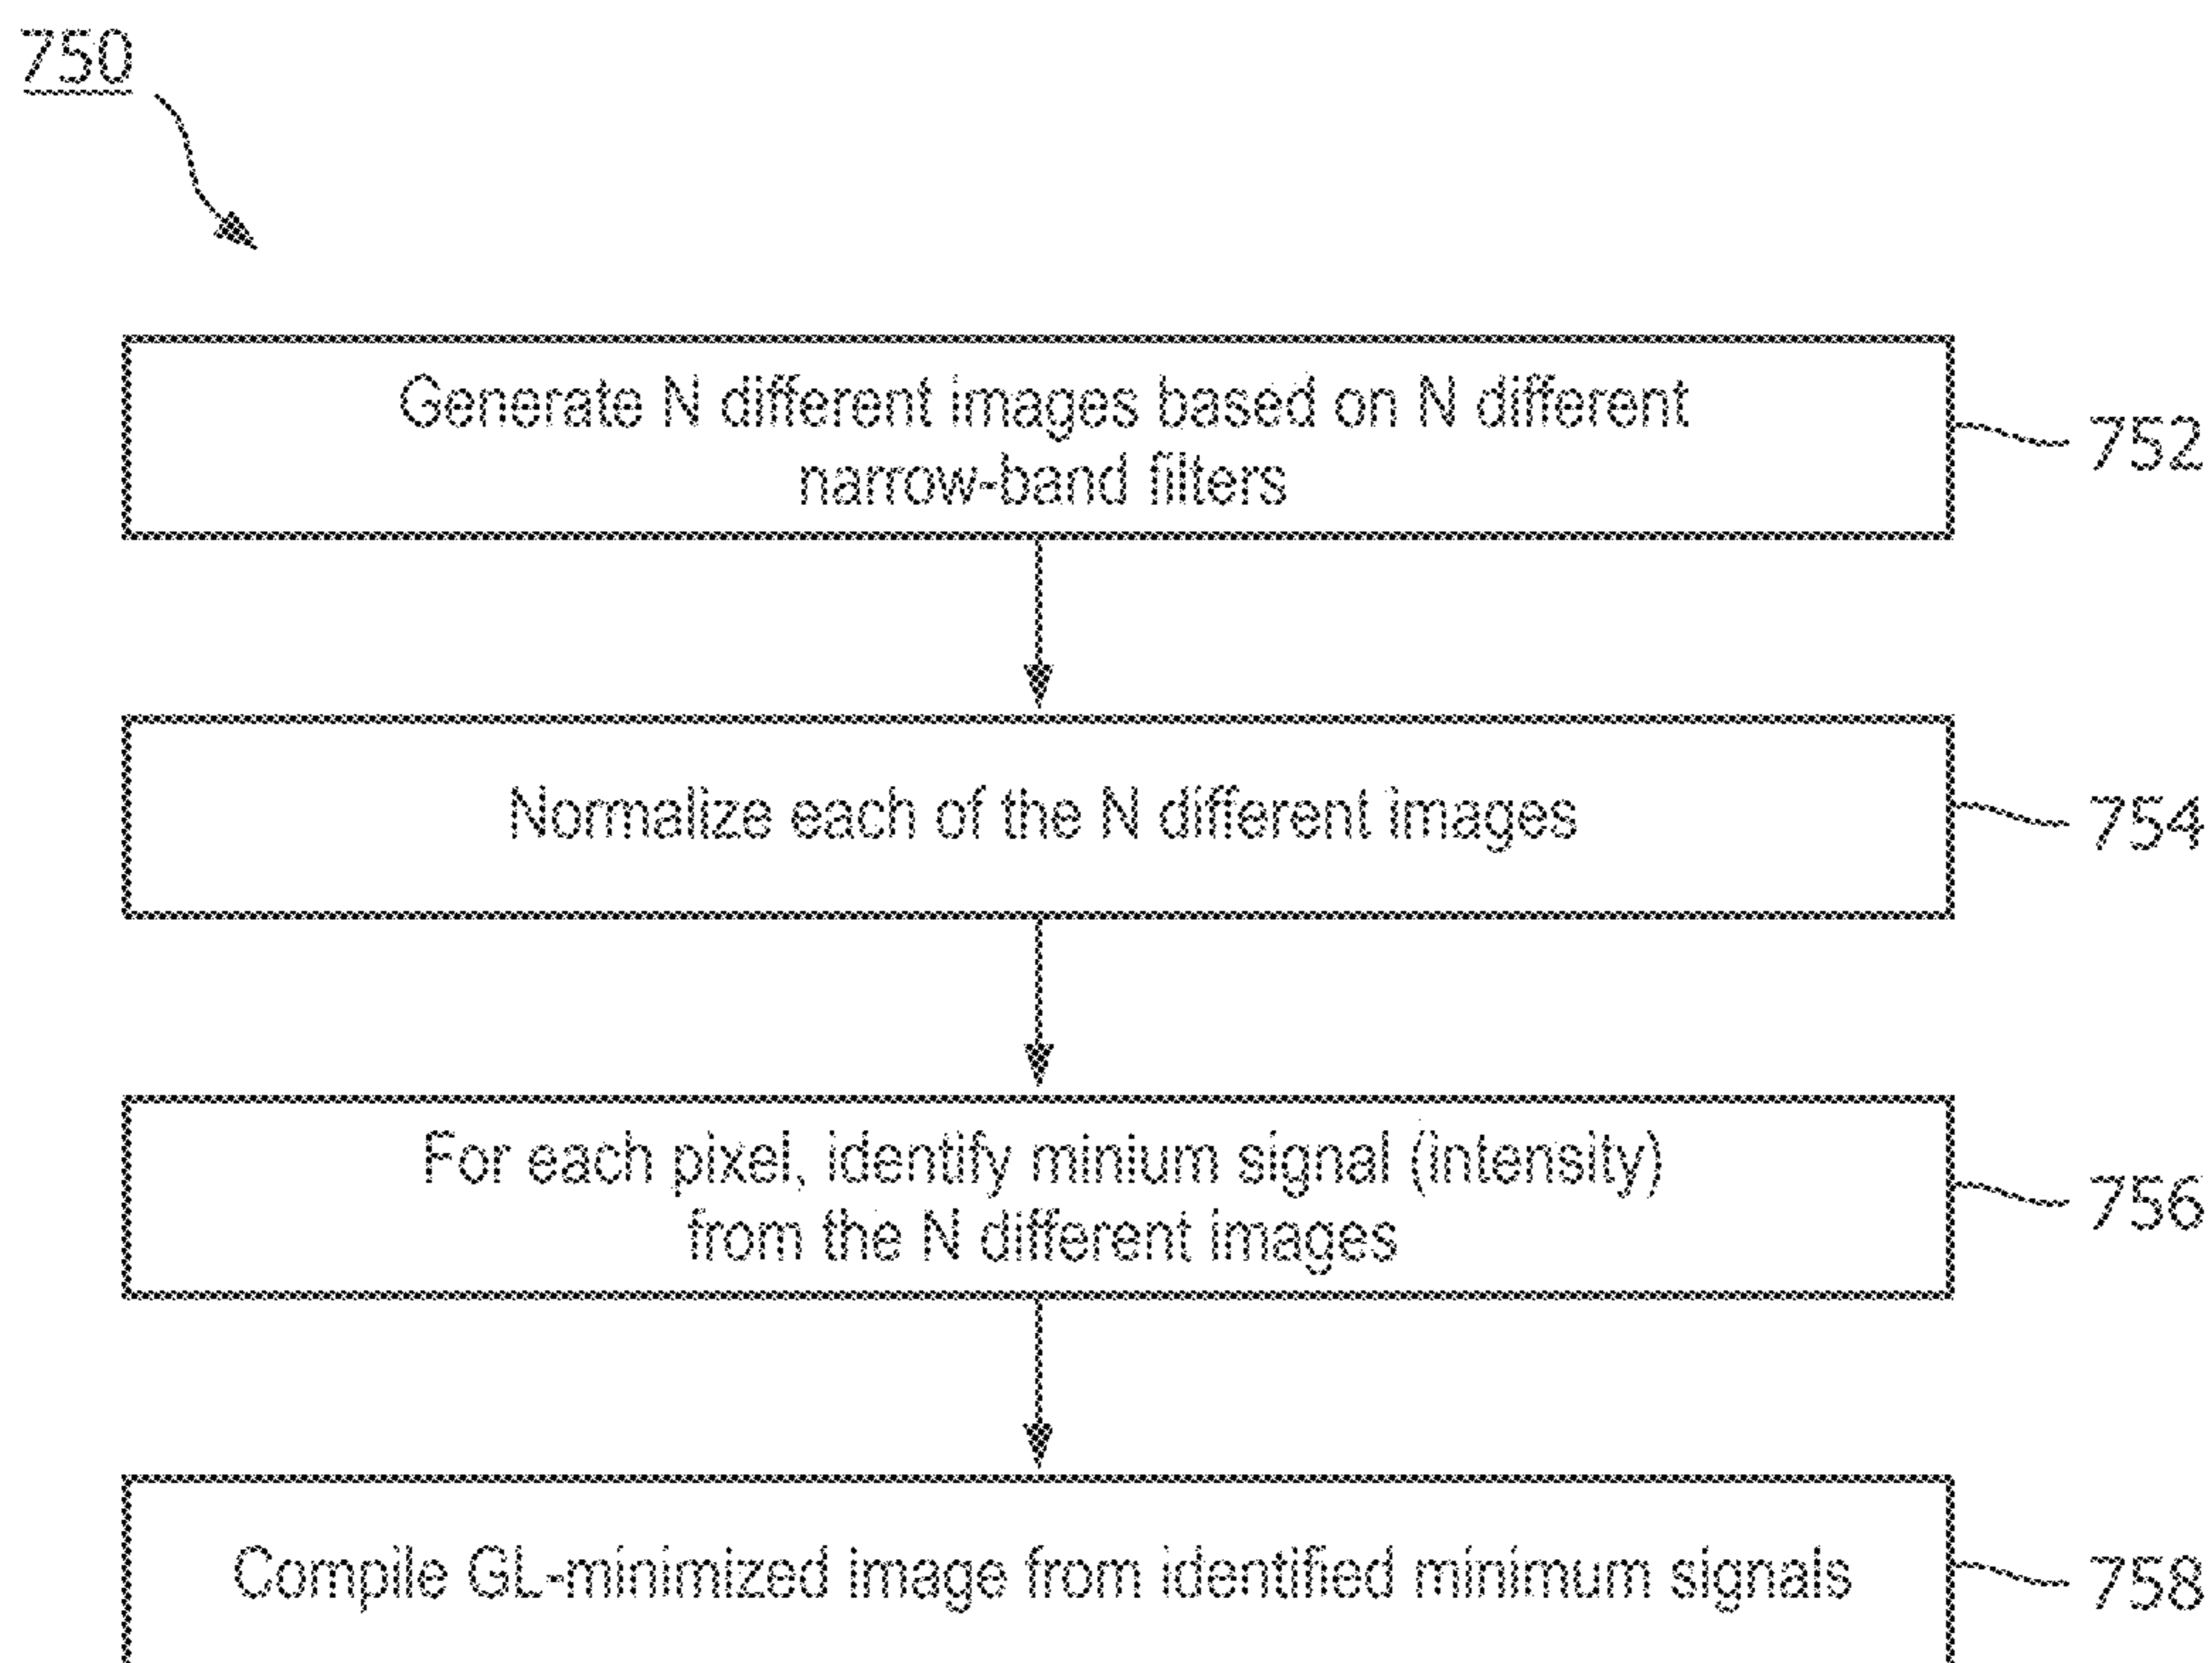 750
Generate N different images based on N different
narrow-band filters
752
Normalize each of the N different images
754
For each pixel, identify minium signal (intensity)
from the N different images
756
Compile GL-minimized image from identified minimum signals
758